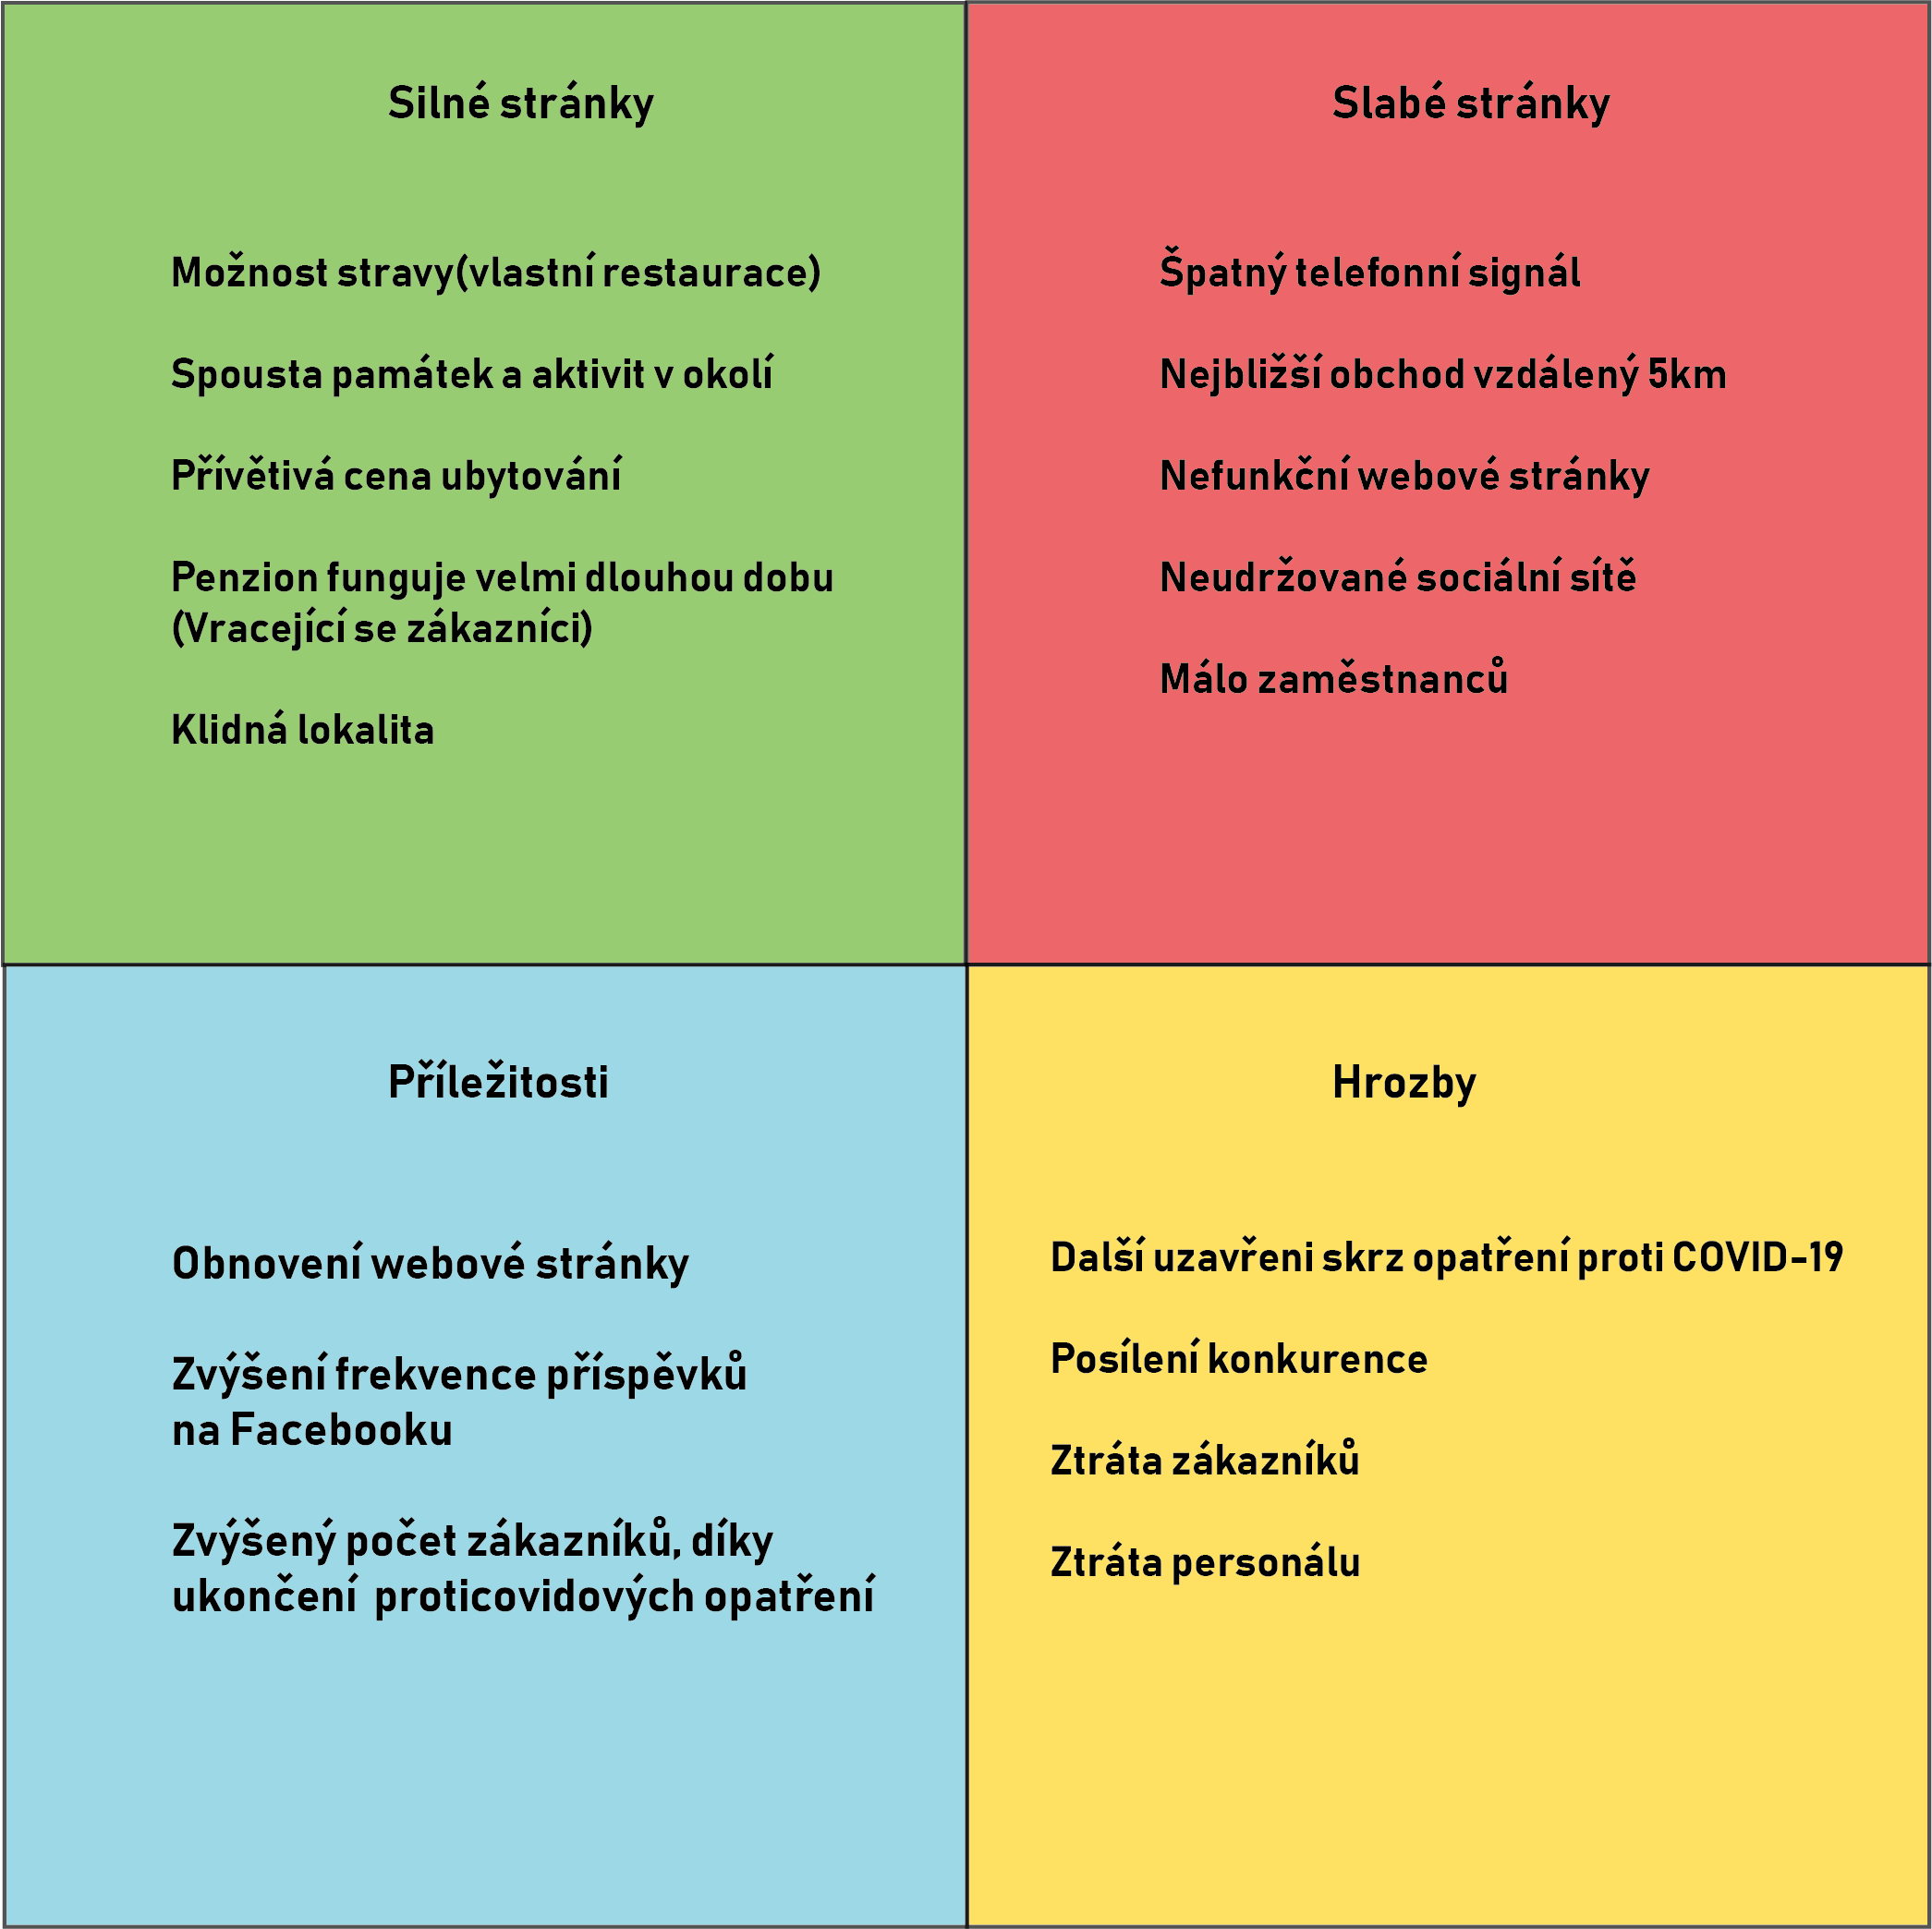 Silné stránky
Možnost stravy(vlastní restaurace)
Spousta památek a aktivit v okolí
Přívětivá cena ubytování
Penzion funguje velmi dlouhou dobu
(Vracející se zákazníci)
Klidná lokalita
Slabé stránky
Špatný telefonní signál
Nejbližší obchod vzdálený 5km
Nefunkční webové stránky
Neudržované sociální sítě
Málo zaměstnanců
Příležitosti
Obnovení webové stránky
Zvýšení frekvence příspěvků
na Facebooku
Zvýšený počet zákazníků, díky
ukončení  proticovidových opatření
Hrozby
Další uzavřeni skrz opatření proti COVID-19
Posílení konkurence
Ztráta zákazníků
Ztráta personálu